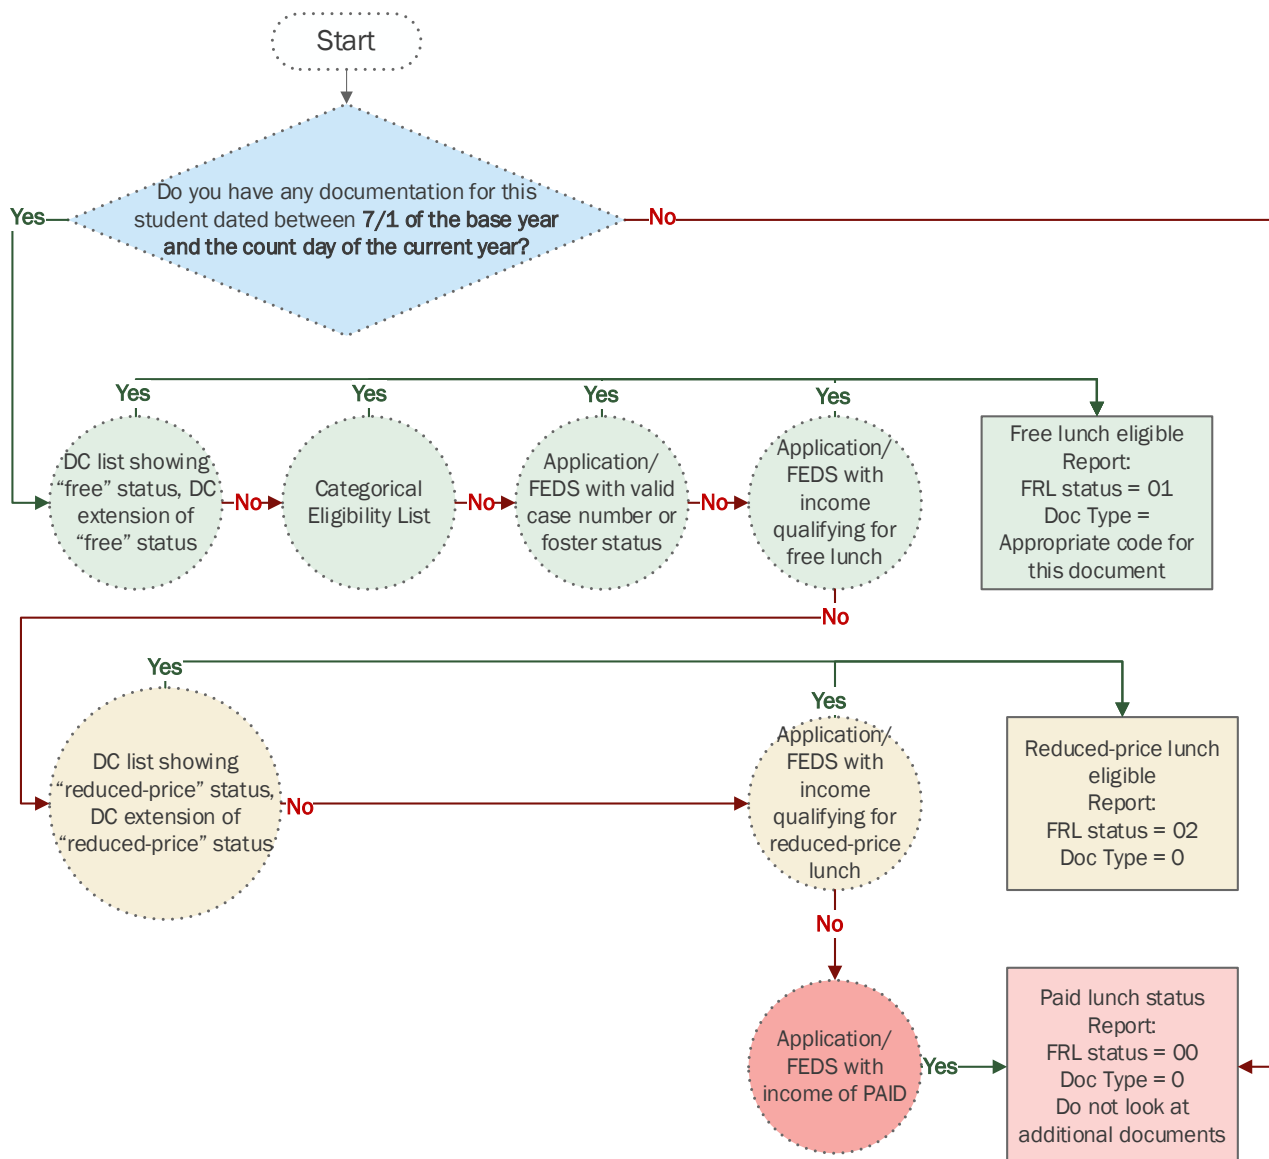 Start
Do you have any documentation for this
student dated between 7/1 of the base year
and the count day of the current year?
Yes
No
Yes
Yes
Yes
Yes
DC list showing
“free” status, DC
extension of
“free” status
No
Categorical
Eligibility List
No
Application/
FEDS with valid
case number or
foster status
No
Application/
FEDS with
income
qualifying for
free lunch
Free lunch eligible
Report:
FRL status = 01
Doc Type =
Appropriate code for
this document
No
Yes
Yes
DC list showing
“reduced-price” status,
DC extension of
“reduced-price” status
No
Application/
FEDS with
income
qualifying for
reduced-price
lunch
Reduced-price lunch
eligible
Report:
FRL status = 02
Doc Type = 0
No
Application/
FEDS with
income of PAID
Yes
Paid lunch status
Report:
FRL status = 00
Doc Type = 0
Do not look at
additional documents